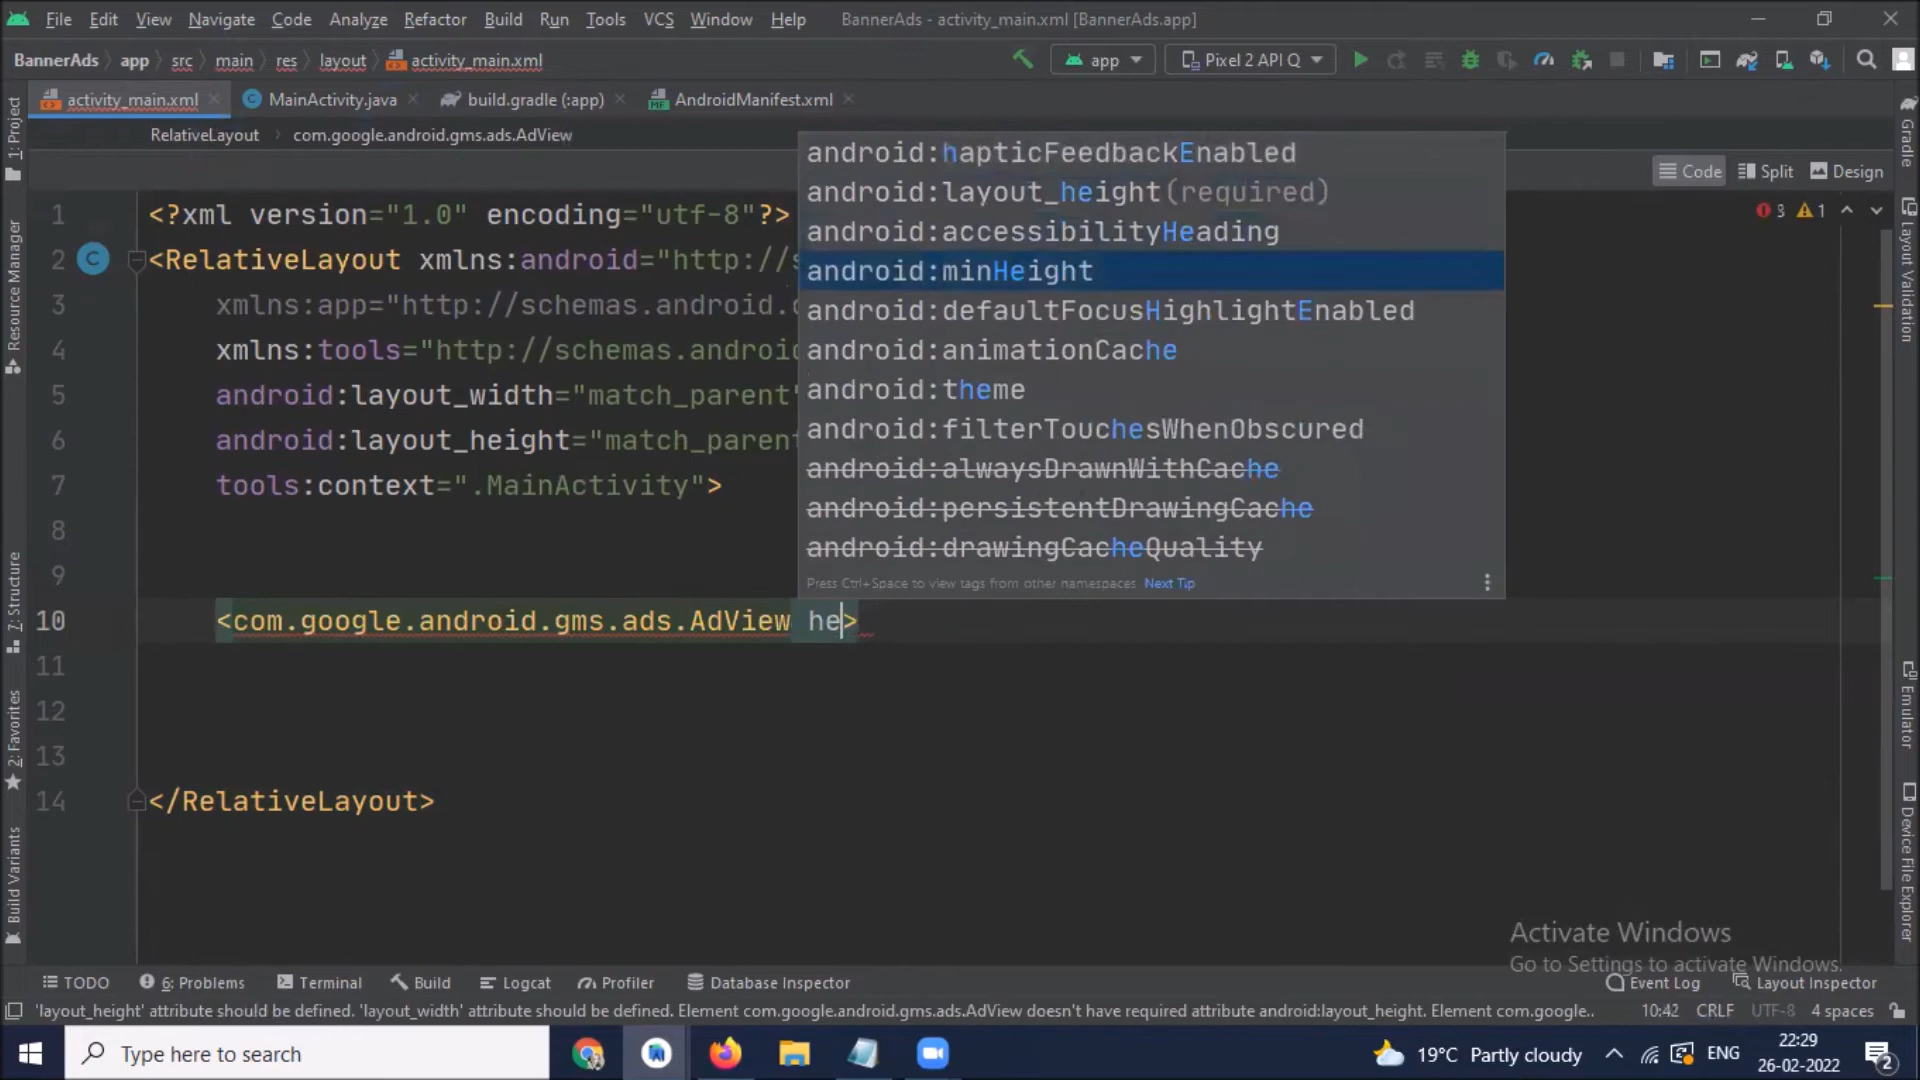 File Edit View Navigate Code Analyze Refactor Build Run Tools VCS Window Help BannerAds - activity_main.xml [BannerAds.app]
BannerAds app src main res layout activity_main.xml app Pixel 2 API Q
activity_main.xml MainActivity.java build.gradle (:app) AndroidManifest.xml
RelativeLayout com.google.android.gms.ads.AdView
Code Split Design
3 1
1 <?xml version="1.0" encoding="utf-8"?>
2 <RelativeLayout xmlns:android="http://
3 xmlns:app="http://schemas.android.
4 xmlns:tools="http://schemas.android
5 android:layout_width="match_parent"
6 android:layout_height="match_parent
7 tools:context=".MainActivity">
8
9
10 <com.google.android.gms.ads.AdView he>
11
12
13
14 </RelativeLayout>
android:hapticFeedbackEnabled
android:layout_height(required)
android:accessibilityHeading
android:minHeight
android:defaultFocusHighlightEnabled
android:animationCache
android:theme
android:filterTouchesWhenObscured
android:alwaysDrawnWithCache
android:persistentDrawingCache
android:drawingCacheQuality
Press Ctrl+Space to view tags from other namespaces Next Tip
1: Project
Resource Manager
7: Structure
2: Favorites
Build Variants
Gradle
Layout Validation
Emulator
Device File Explorer
Activate Windows
Go to Settings to activate Windows.
TODO 6: Problems Terminal Build Logcat Profiler Database Inspector Event Log Layout Inspector
'layout_height' attribute should be defined. 'layout_width' attribute should be defined. Element com.google.android.gms.ads.AdView doesn't have required attribute android:layout_height. Element com.google.. 10:42 CRLF UTF-8 4 spaces
Type here to search 19°C Partly cloudy ENG 22:29
26-02-2022 2